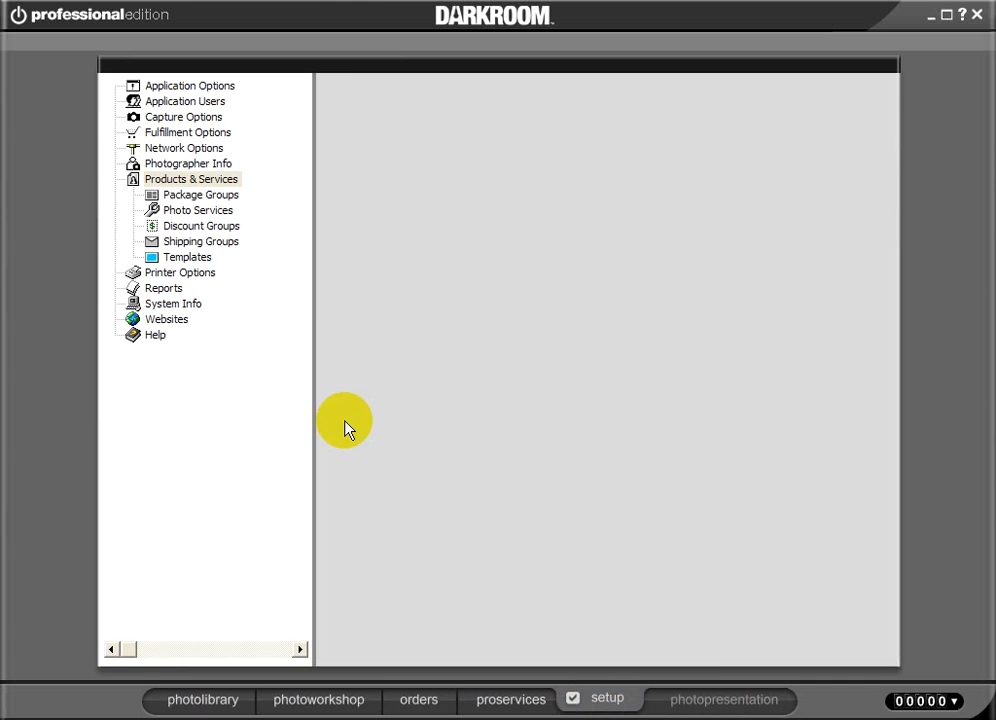 professionaledition
DARKROOM
Application Options
Application Users
Capture Options
Fulfillment Options
Network Options
Photographer Info
Products & Services
Package Groups
Photo Services
Discount Groups
Shipping Groups
Templates
Printer Options
Reports
System Info
Websites
Help
photolibrary
photoworkshop
orders
proservices
setup
photopresentation
00000